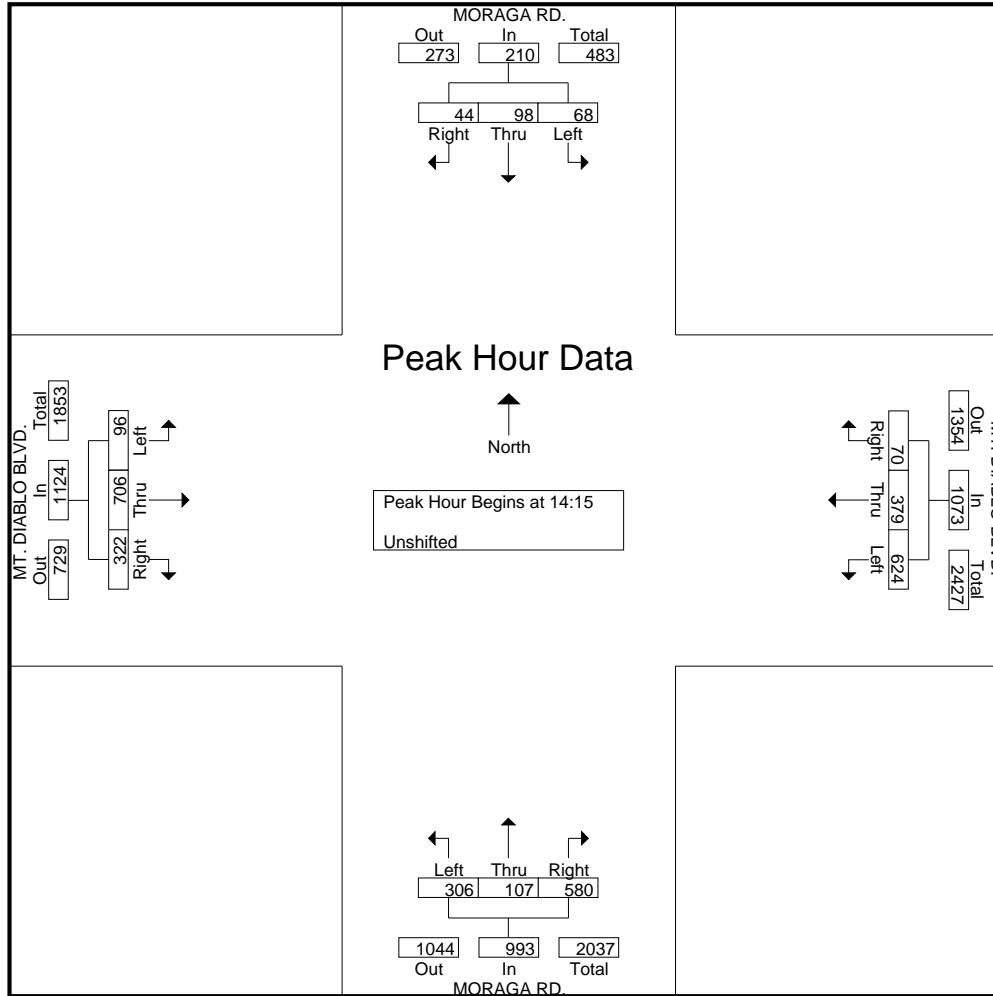 MORAGA RD.
Out In Total
273 210 483
44 98 68
Right Thru Left
Peak Hour Data
North
Peak Hour Begins at 14:15
Unshifted
MT. DIABLO BLVD.
Total In Out
1853 1124 729
96 706 322
Left Thru Right
Right Thru Left
70 379 624
1354 1073 2427
Out In Total
Left Thru Right
306 107 580
1044 993 2037
Out In Total
MORAGA RD.